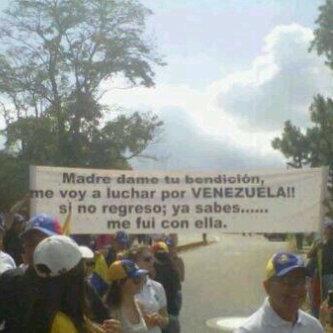 Madre dame tu bendición,
me voy a luchar por VENEZUELA!!
si no regreso; ya sabes......
me fui con ella.